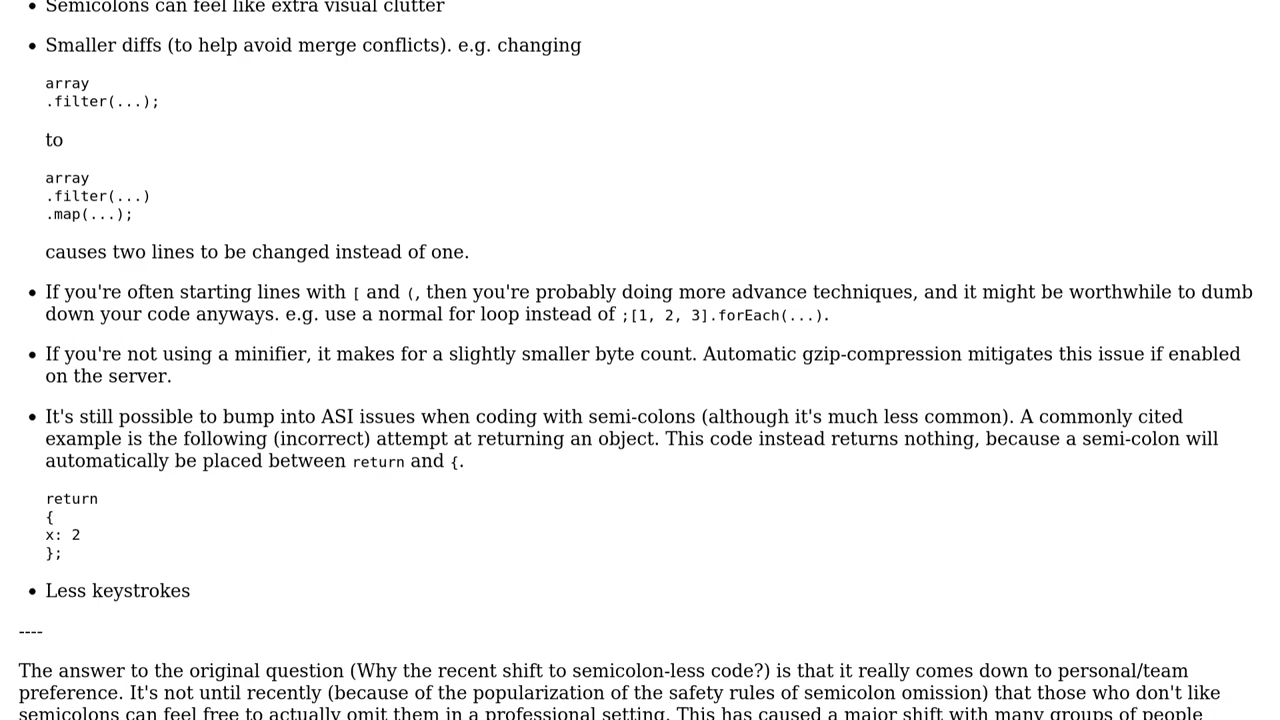 Semicolons can feel like extra visual clutter
Smaller diffs (to help avoid merge conflicts). e.g. changing
array
.filter(...);
to
array
.filter(...)
.map(...);
causes two lines to be changed instead of one.
If you're often starting lines with [ and (, then you're probably doing more advance techniques, and it might be worthwhile to dumb
down your code anyways. e.g. use a normal for loop instead of ;[1, 2, 3].forEach(...).
If you're not using a minifier, it makes for a slightly smaller byte count. Automatic gzip-compression mitigates this issue if enabled
on the server.
It's still possible to bump into ASI issues when coding with semi-colons (although it's much less common). A commonly cited
example is the following (incorrect) attempt at returning an object. This code instead returns nothing, because a semi-colon will
automatically be placed between return and {.
return
{
x: 2
};
Less keystrokes
----
The answer to the original question (Why the recent shift to semicolon-less code?) is that it really comes down to personal/team
preference. It's not until recently (because of the popularization of the safety rules of semicolon omission) that those who don't like
semicolons can feel free to actually omit them in a professional setting. This has caused a major shift with many groups of people